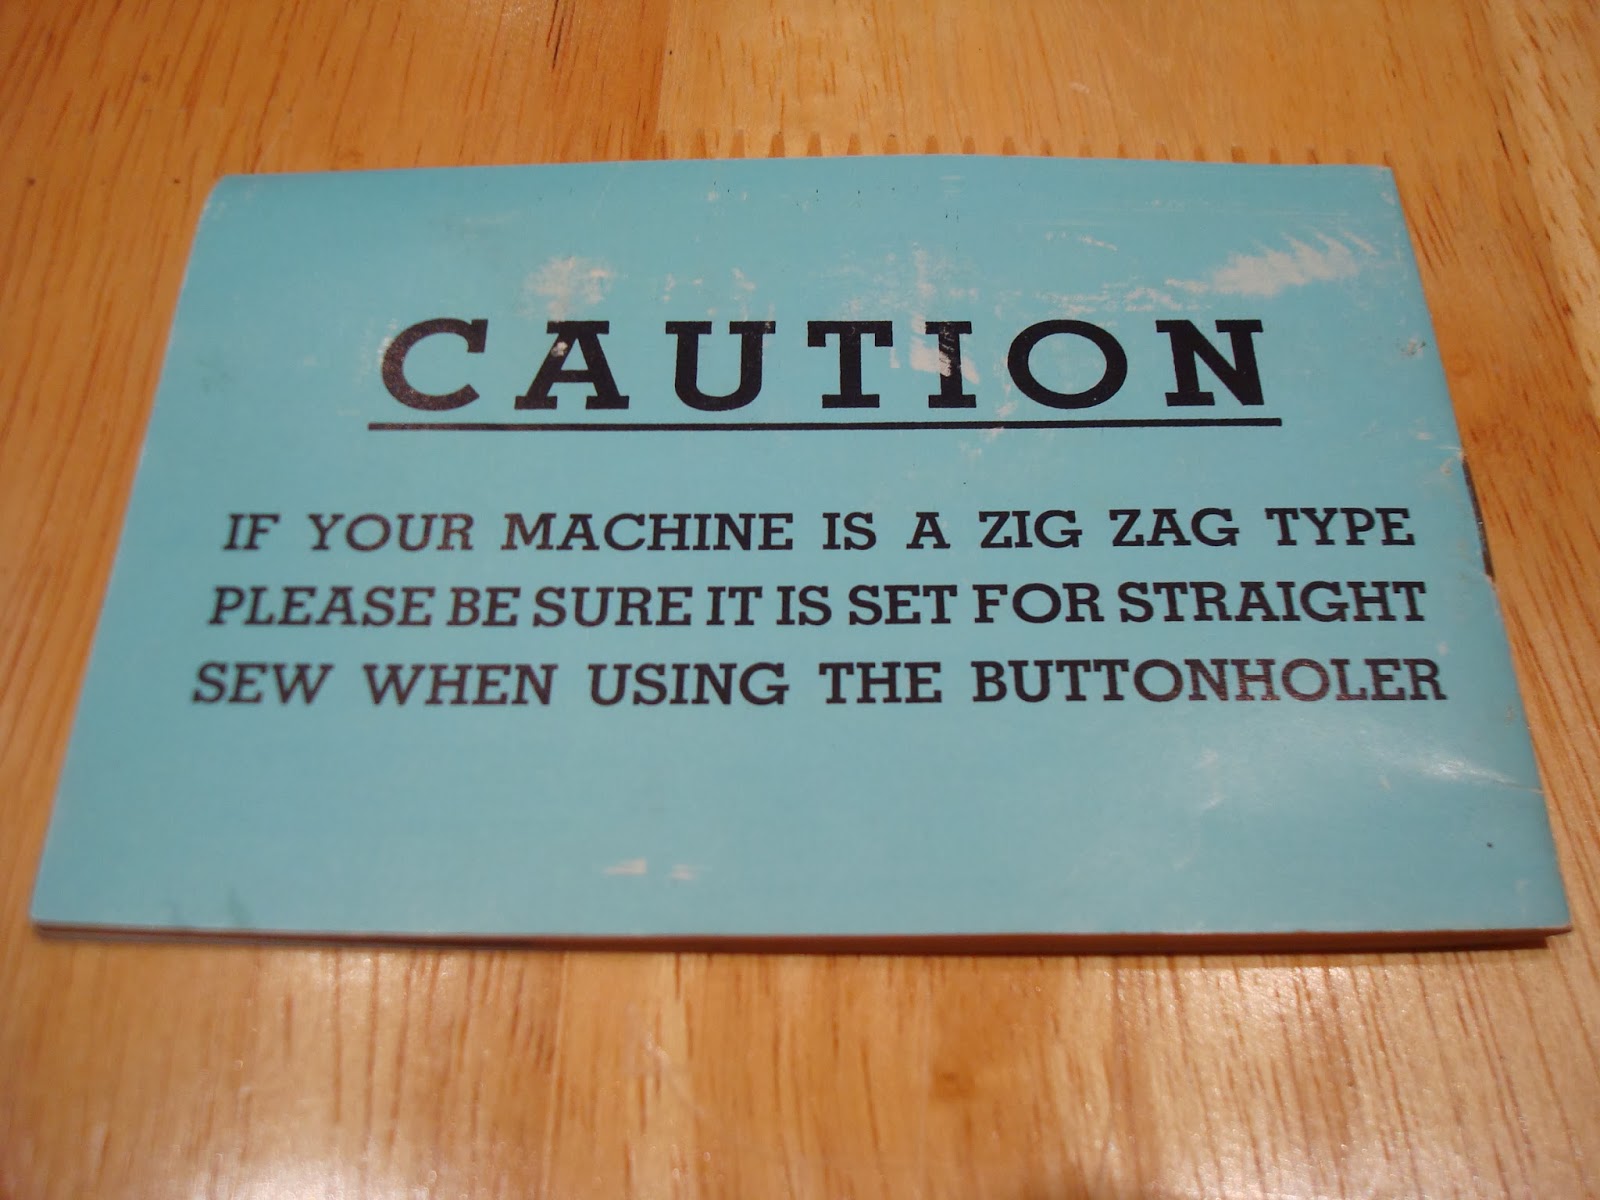 CAUTION
IF YOUR MACHINE IS A ZIG ZAG TYPE
PLEASE BE SURE IT IS SET FOR STRAIGHT
SEW WHEN USING THE BUTTONHOLER